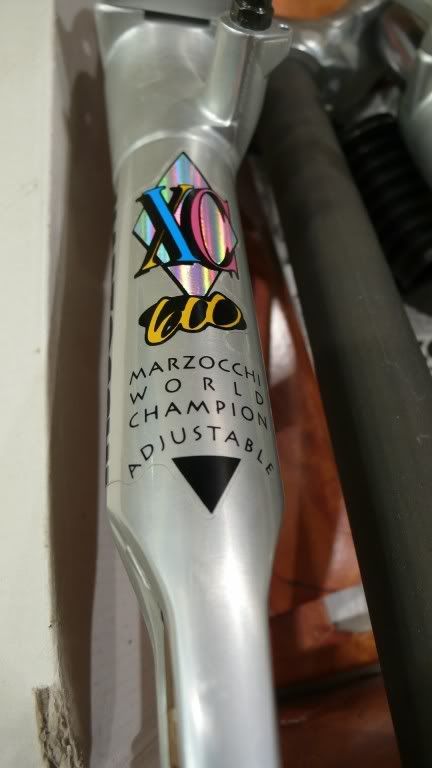 XC
600
MARZOCCHI
WORLD
CHAMPION
ADJUSTABLE